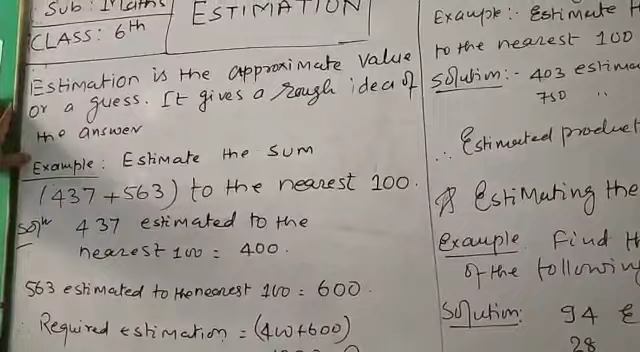 Sub: Maths
CLASS: 6th
ESTIMATION
Estimation is the approximate value
or a guess. It gives a rough idea of
the answer
Example: Estimate the sum
(437+563) to the nearest 100.
Soln 437 estimated to the
nearest 100 = 400.
563 estimated to the nearest 100 = 600.
∴ Required estimation = (400+600)
Example:- Estimate
to the nearest 100
Solution:- 403
750 "
∴ Estimated product
Estimating the
Example Find
of the following
Solution: 94
28